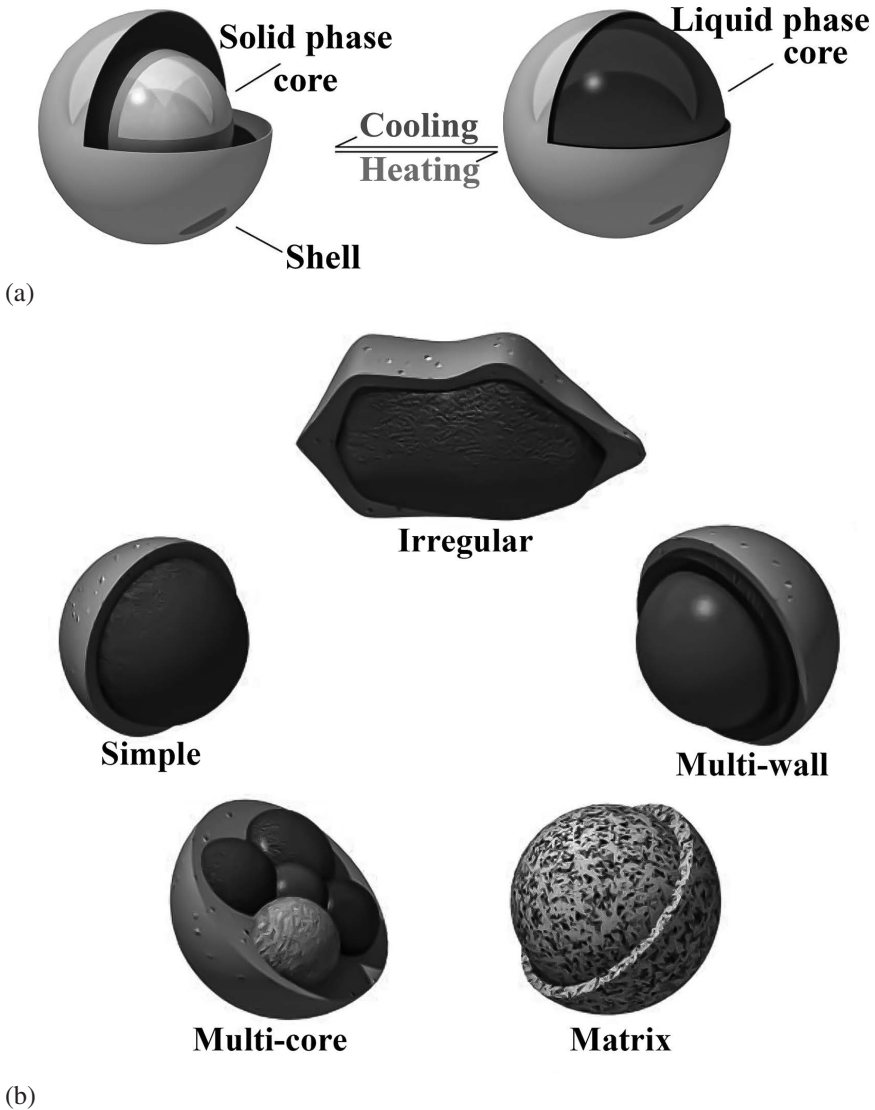 Solid phase
core
Liquid phase
core
Cooling
Heating
Shell
(a)
Irregular
Simple
Multi-wall
Multi-core
Matrix
(b)